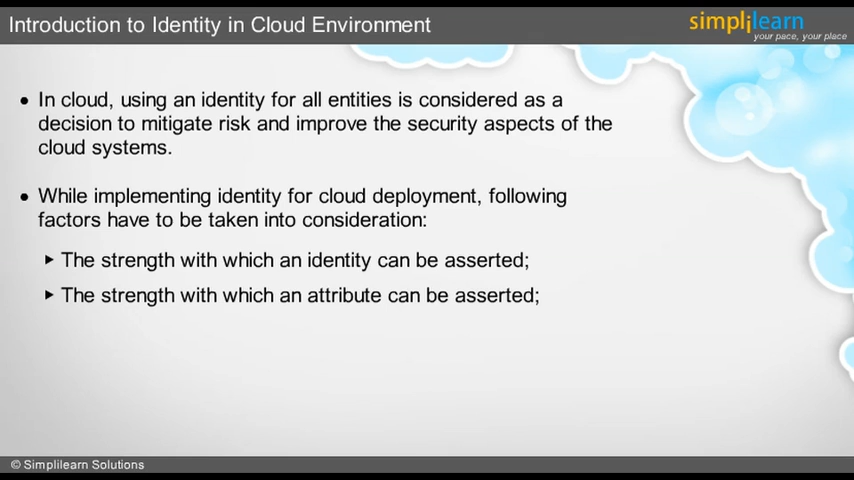 Introduction to Identity in Cloud Environment
simplilearn
your pace, your place
• In cloud, using an identity for all entities is considered as a
decision to mitigate risk and improve the security aspects of the
cloud systems.
• While implementing identity for cloud deployment, following
factors have to be taken into consideration:
‣ The strength with which an identity can be asserted;
‣ The strength with which an attribute can be asserted;
© Simplilearn Solutions